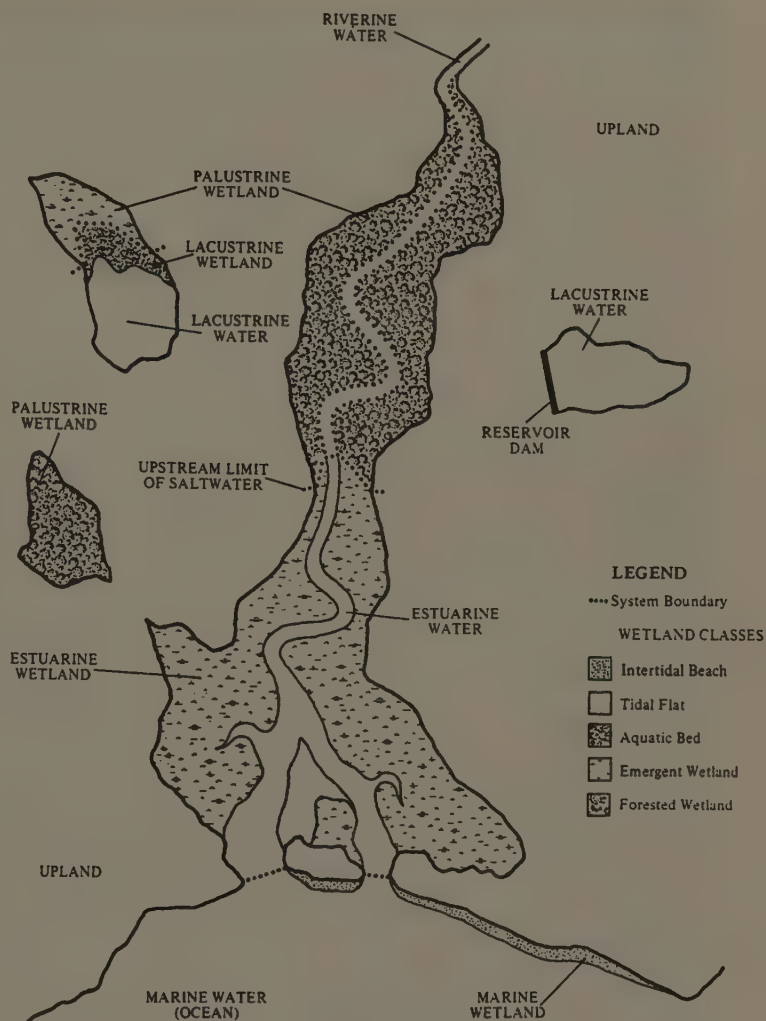 RIVERINE
WATER
UPLAND
PALUSTRINE
WETLAND
LACUSTRINE
WETLAND
LACUSTRINE
WATER
LACUSTRINE
WATER
RESERVOIR
DAM
PALUSTRINE
WETLAND
UPSTREAM LIMIT
OF SALTWATER
ESTUARINE
WATER
ESTUARINE
WETLAND
LEGEND
System Boundary
WETLAND CLASSES
Intertidal Beach
Tidal Flat
Aquatic Bed
Emergent Wetland
Forested Wetland
UPLAND
MARINE WATER
(OCEAN)
MARINE
WETLAND